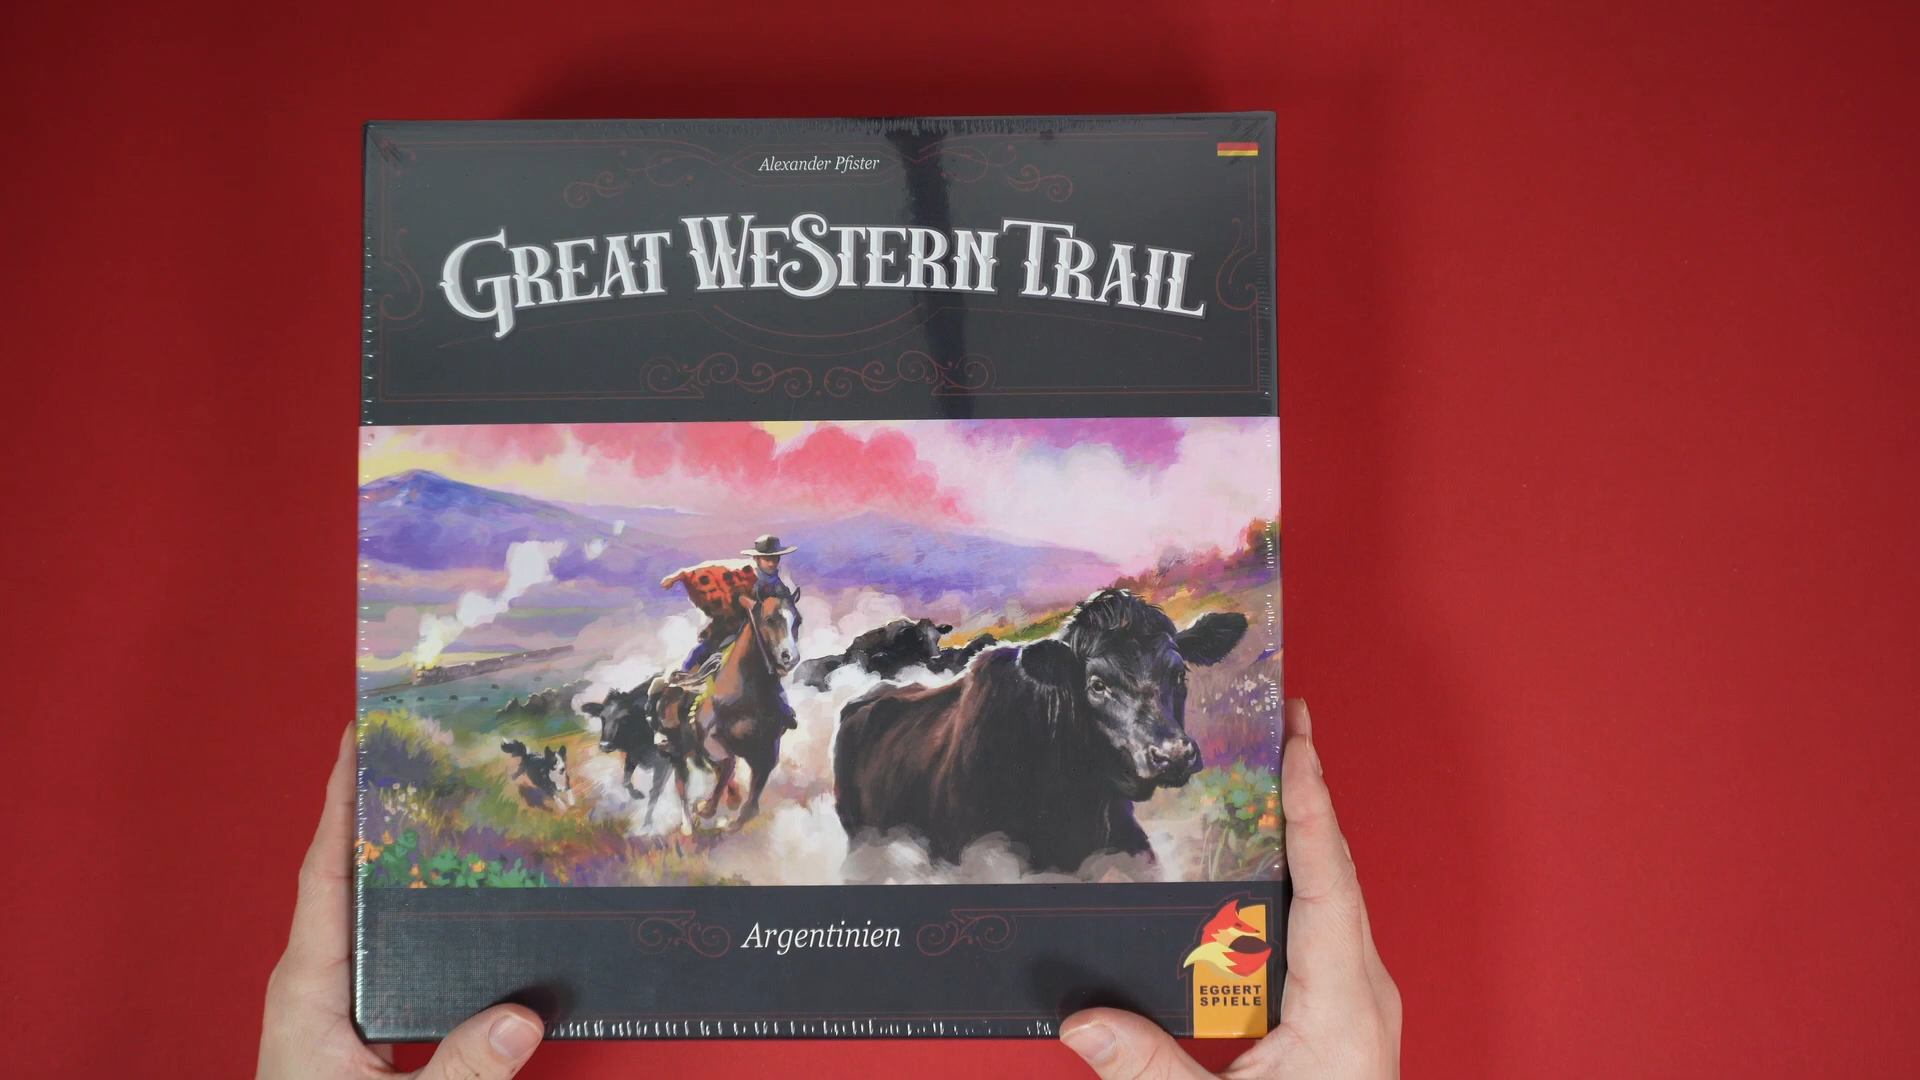 Alexander Pfister
GREAT WESTERN TRAIL
Argentinien
EGGERT
SPIELE